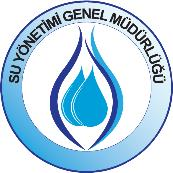 SU YÖNETİMİ GENEL MÜDÜRLÜĞÜ